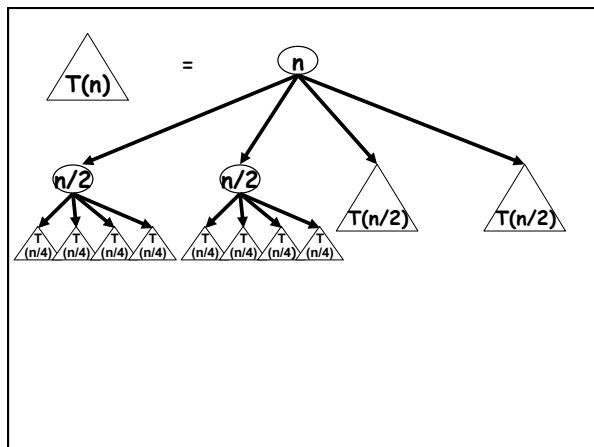 T(n) = n
n/2 n/2 T(n/2) T(n/2)
T T T T T T T T
(n/4) (n/4) (n/4) (n/4) (n/4) (n/4) (n/4) (n/4)